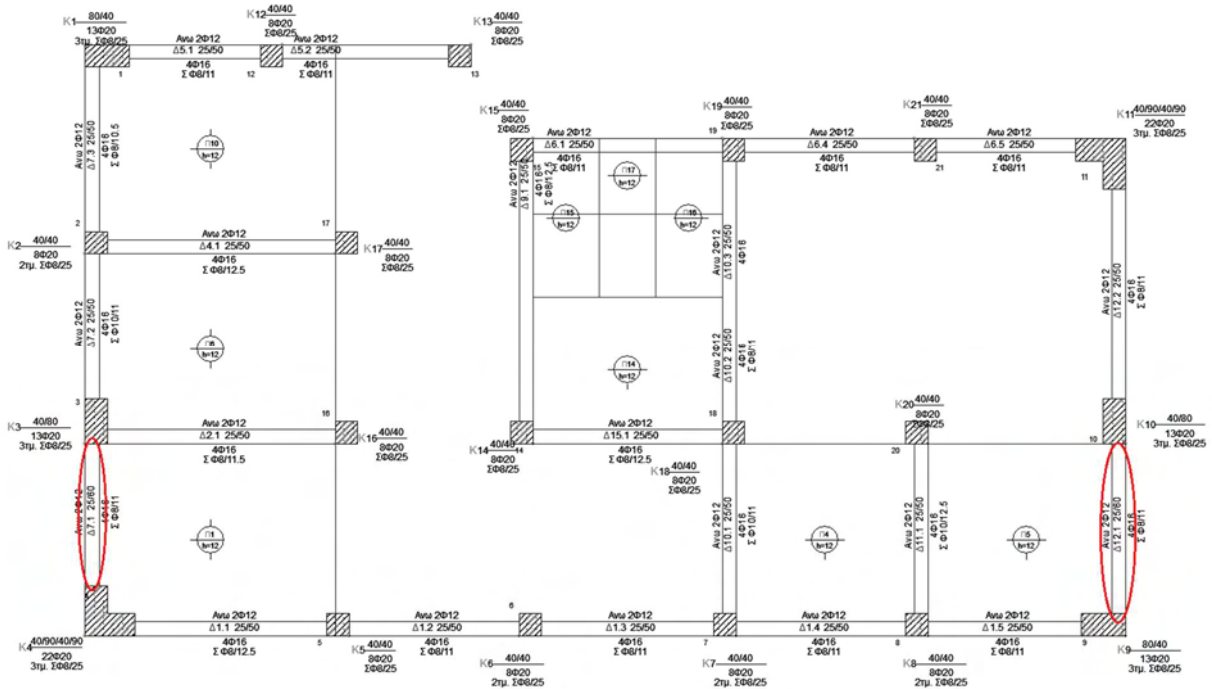 K1 80/40
13Φ20
3τμ. ΣΦ8/25
K12 40/40
8Φ20
ΣΦ8/25
K13 40/40
8Φ20
ΣΦ8/25
Ανω 2Φ12
Δ5.1 25/50
4Φ16
Σ Φ8/11
Ανω 2Φ12
Δ5.2 25/50
4Φ16
Σ Φ8/11
1
12
13
Ανω 2Φ12
Δ7.3 25/50
4Φ16
Σ Φ8/10.5
Π10
h=12
K15 40/40
8Φ20
ΣΦ8/25
K19 40/40
8Φ20
ΣΦ8/25
K21 40/40
8Φ20
ΣΦ8/25
K11 40/90/40/90
22Φ20
3τμ. ΣΦ8/25
Ανω 2Φ12
Δ6.1 25/50
4Φ16
Σ Φ8/11
19
Ανω 2Φ12
Δ6.4 25/50
4Φ16
Σ Φ8/11
Ανω 2Φ12
Δ6.5 25/50
4Φ16
Σ Φ8/11
21
11
Ανω 2Φ12
Δ9.1 25/50
4Φ16
Σ Φ8/12.5
Π17
h=12
Π15
h=12
Π16
h=12
Ανω 2Φ12
Δ10.3 25/50
4Φ16
2
17
K2 40/40
8Φ20
2τμ. ΣΦ8/25
Ανω 2Φ12
Δ4.1 25/50
4Φ16
Σ Φ8/12.5
K17 40/40
8Φ20
ΣΦ8/25
Ανω 2Φ12
Δ12.2 25/50
4Φ16
Σ Φ8/11
Ανω 2Φ12
Δ7.2 25/50
4Φ16
Σ Φ10/11
Π6
h=12
Π14
h=12
Ανω 2Φ12
Δ10.2 25/50
4Φ16
Σ Φ8/11
3
16
K3 40/80
13Φ20
3τμ. ΣΦ8/25
Ανω 2Φ12
Δ2.1 25/50
4Φ16
Σ Φ8/11.5
K16 40/40
8Φ20
ΣΦ8/25
K14 40/40
8Φ20
ΣΦ8/25
14
Ανω 2Φ12
Δ15.1 25/50
4Φ16
Σ Φ8/12.5
18
K18 40/40
8Φ20
ΣΦ8/25
K20 40/40
8Φ20
ΣΦ8/25
20
10
K10 40/80
13Φ20
3τμ. ΣΦ8/25
Ανω 2Φ12
Δ7.1 25/60
4Φ16
Σ Φ8/11
Π1
h=12
Ανω 2Φ12
Δ10.1 25/50
4Φ16
Σ Φ10/11
Π4
h=12
Ανω 2Φ12
Δ11.1 25/50
4Φ16
Σ Φ10/12.5
Π5
h=12
Ανω 2Φ12
Δ12.1 25/60
4Φ16
Σ Φ8/11
K4 40/90/40/90
22Φ20
3τμ. ΣΦ8/25
Ανω 2Φ12
Δ1.1 25/50
4Φ16
Σ Φ8/12.5
5
K5 40/40
8Φ20
ΣΦ8/25
Ανω 2Φ12
Δ1.2 25/50
4Φ16
Σ Φ8/11
6
K6 40/40
8Φ20
2τμ. ΣΦ8/25
Ανω 2Φ12
Δ1.3 25/50
4Φ16
Σ Φ8/11
7
K7 40/40
8Φ20
2τμ. ΣΦ8/25
Ανω 2Φ12
Δ1.4 25/50
4Φ16
Σ Φ8/11
8
K8 40/40
8Φ20
2τμ. ΣΦ8/25
Ανω 2Φ12
Δ1.5 25/50
4Φ16
Σ Φ8/11
9
K9 80/40
13Φ20
3τμ. ΣΦ8/25